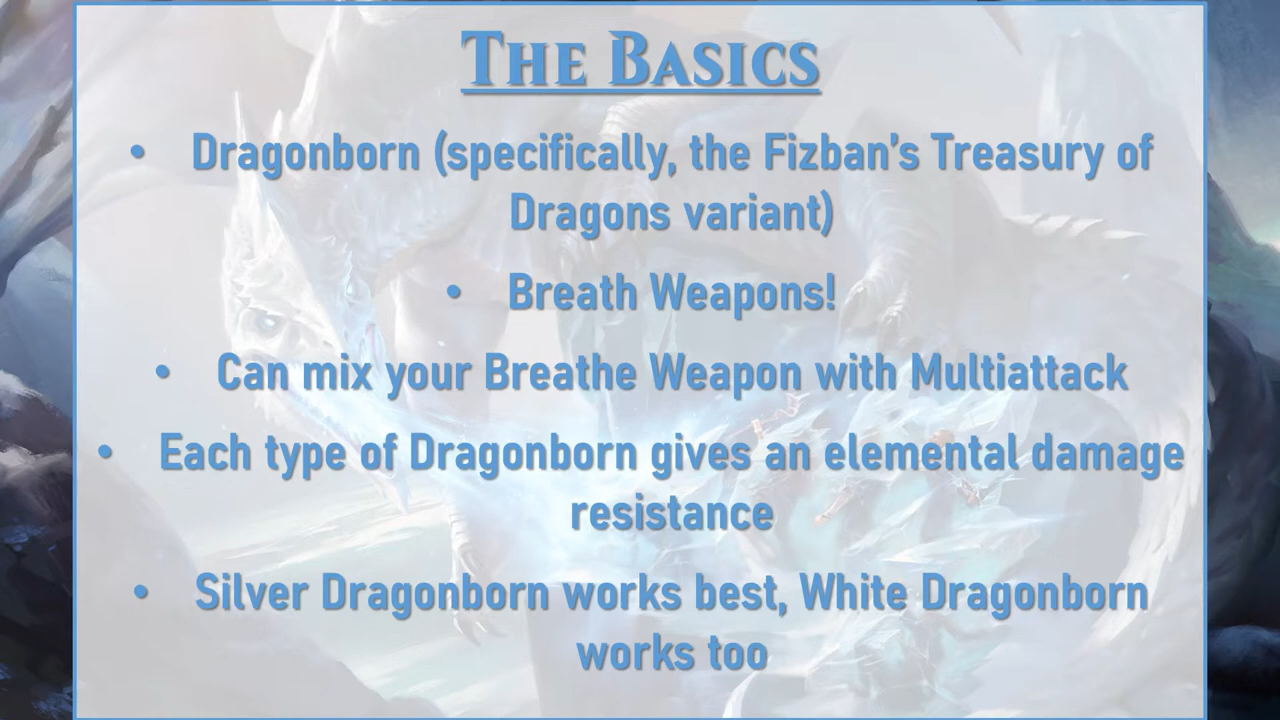 The Basics
• Dragonborn (specifically, the Fizban's Treasury of
Dragons variant)
• Breath Weapons!
• Can mix your Breathe Weapon with Multiattack
• Each type of Dragonborn gives an elemental damage
resistance
• Silver Dragonborn works best, White Dragonborn
works too